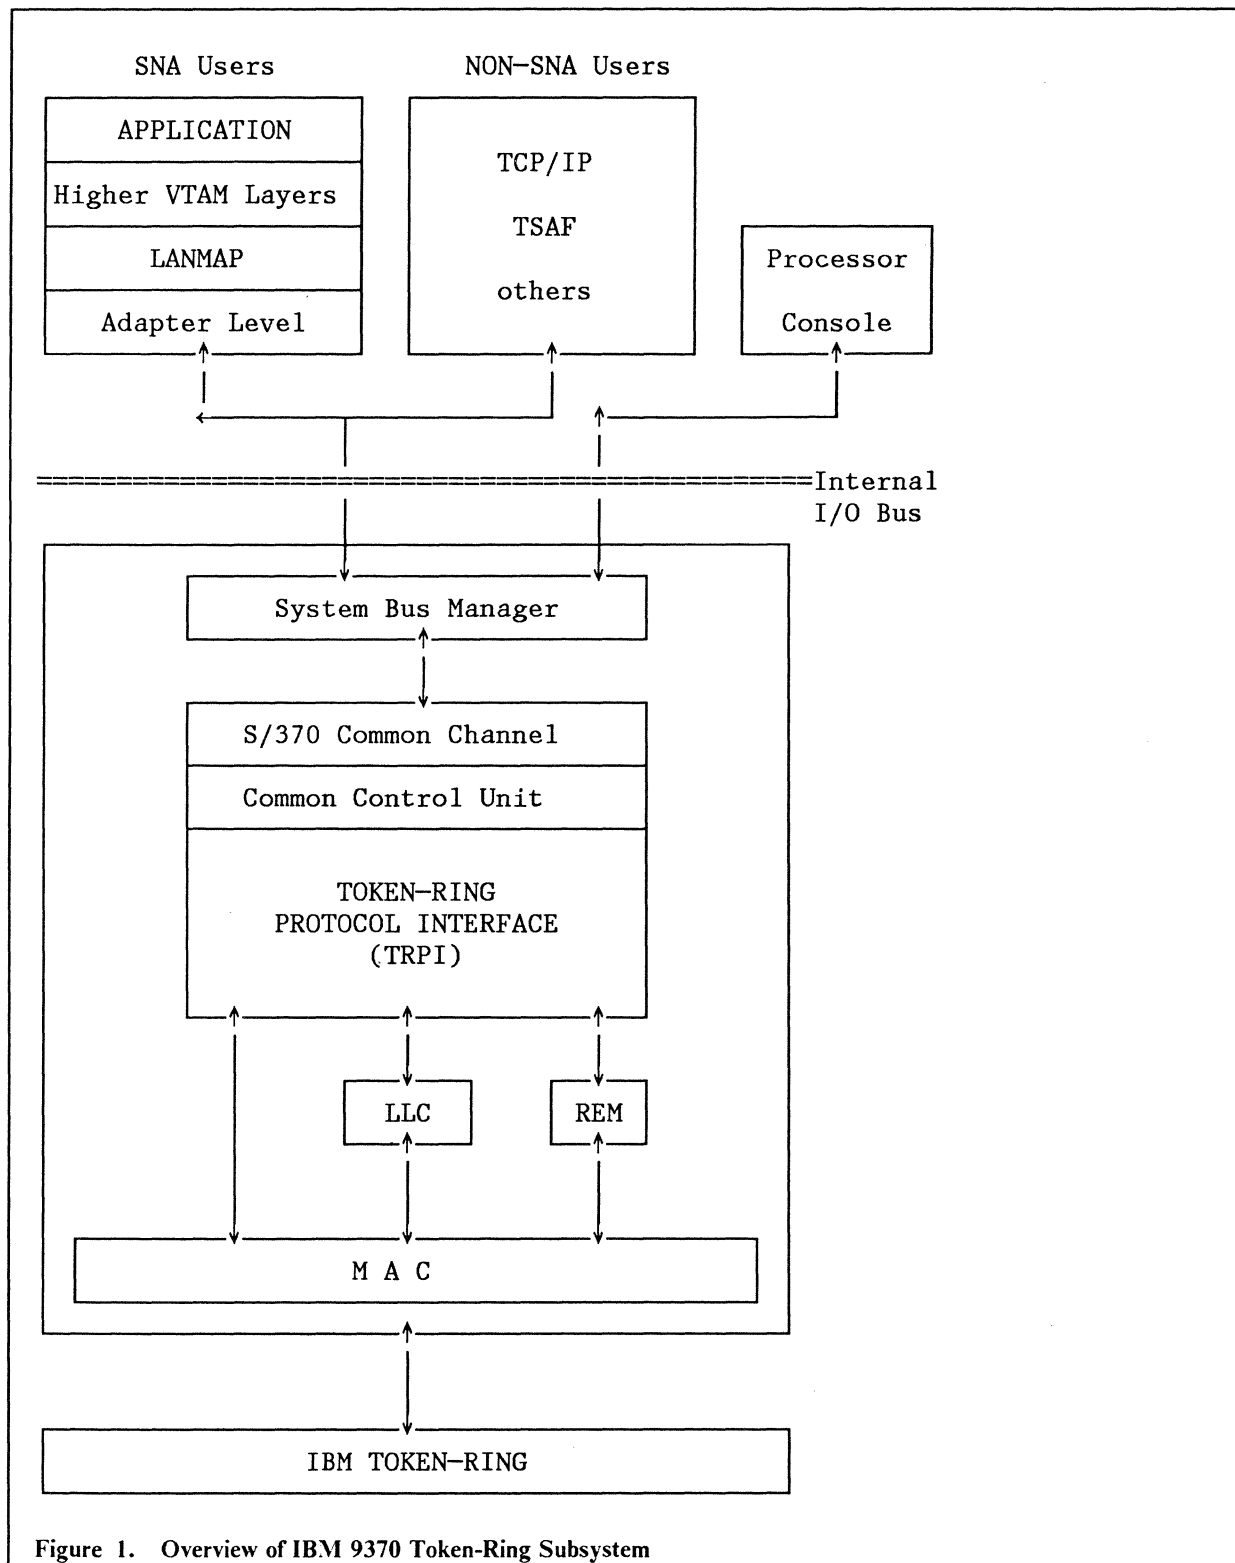 SNA Users
NON-SNA Users
APPLICATION
Higher VTAM Layers
LANMAP
Adapter Level
TCP/IP
TSAF
others
Processor
Console
Internal
I/O Bus
System Bus Manager
S/370 Common Channel
Common Control Unit
TOKEN-RING
PROTOCOL INTERFACE
(TRPI)
LLC
REM
M A C
IBM TOKEN-RING
Figure 1. Overview of IBM 9370 Token-Ring Subsystem